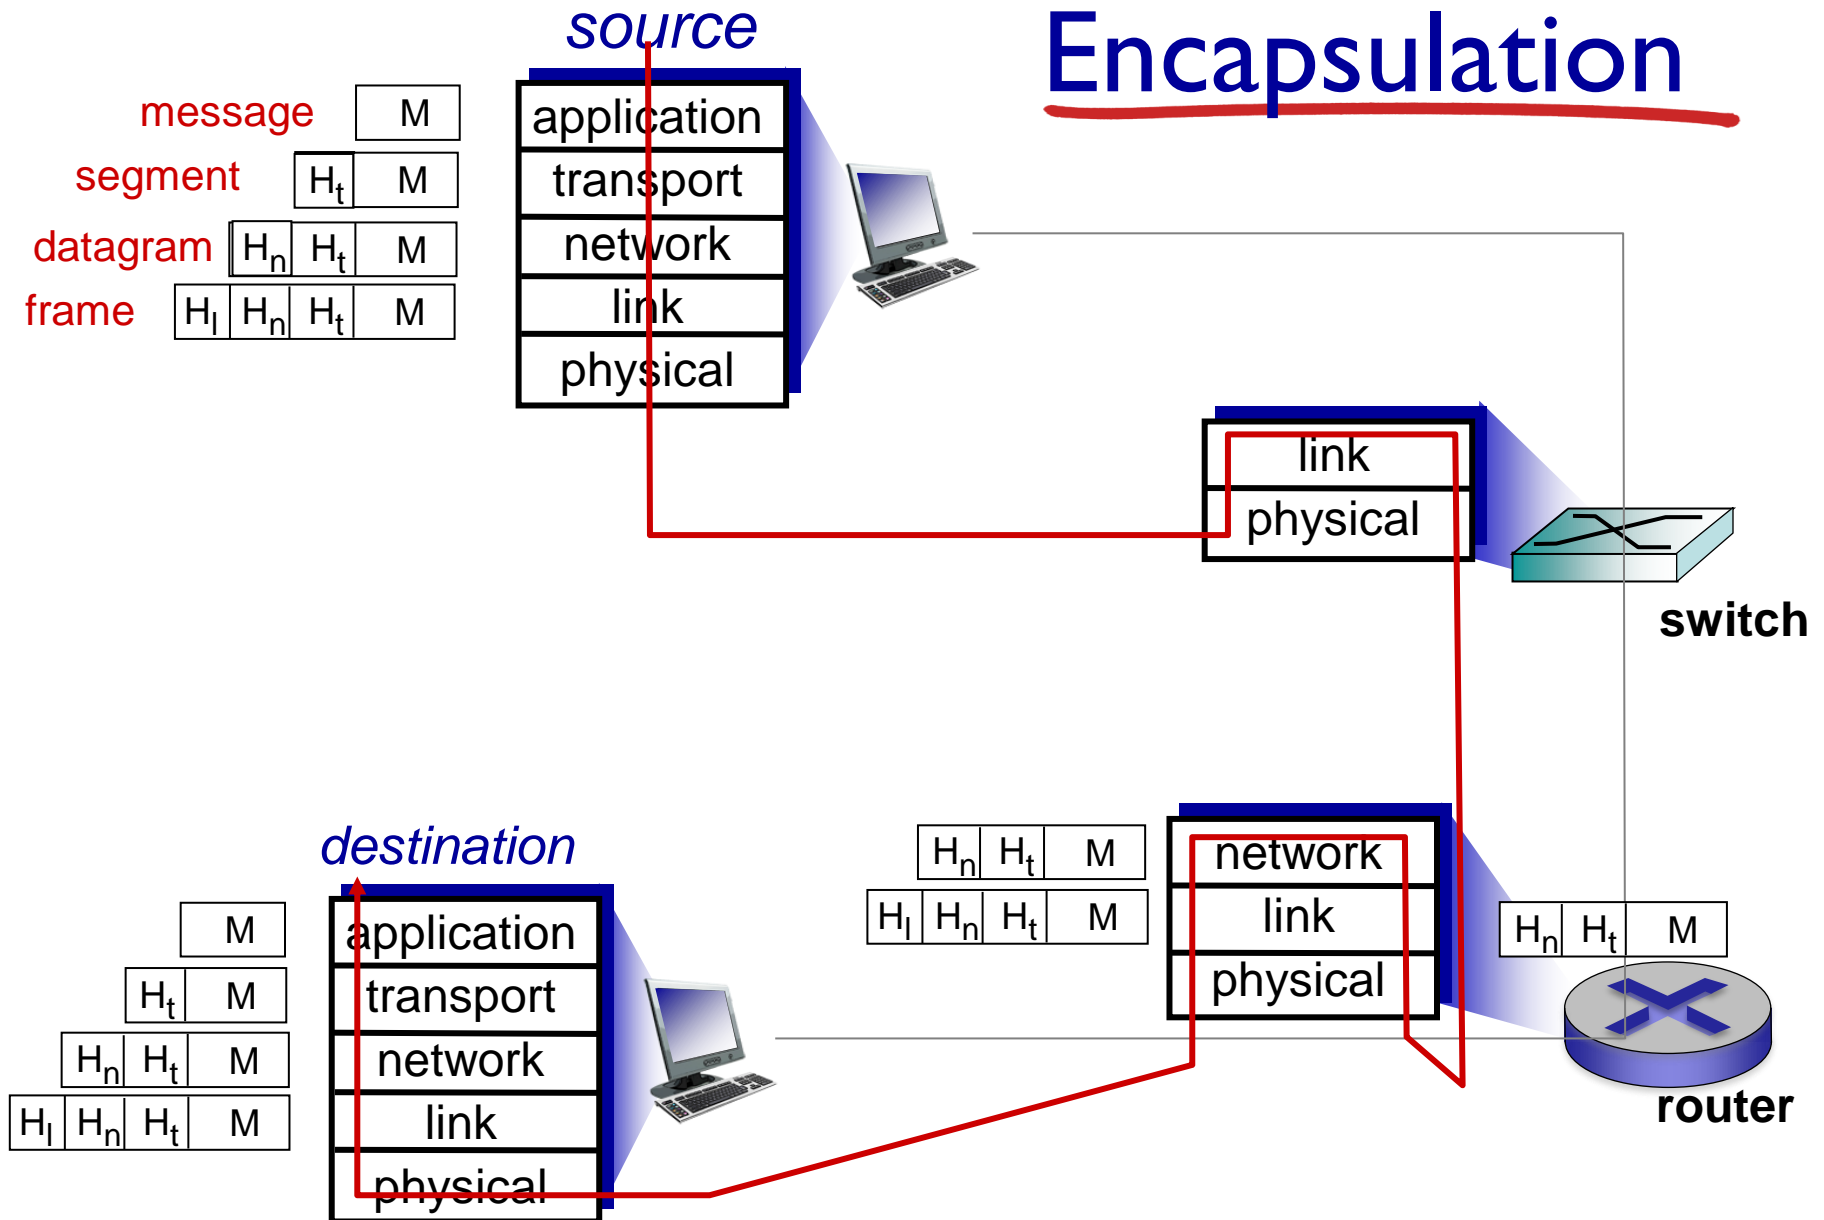 source
Encapsulation
message M
segment Ht M
datagram Hn Ht M
frame Hl Hn Ht M
application
transport
network
link
physical
link
physical
switch
destination
M
Ht M
Hn Ht M
Hl Hn Ht M
application
transport
network
link
physical
Hn Ht M
Hl Hn Ht M
network
link
physical
Hn Ht M
router